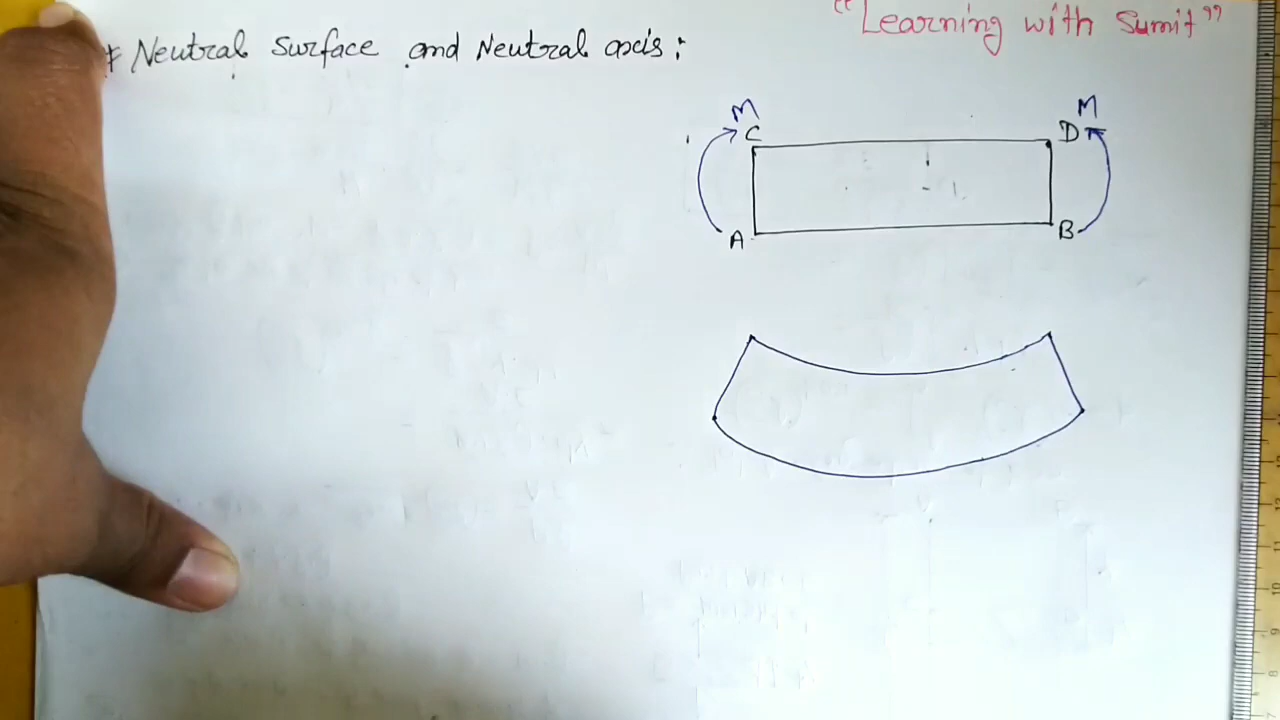 “Learning with Sumit”
* Neutral Surface and Neutral axis :
M M
C D
A B